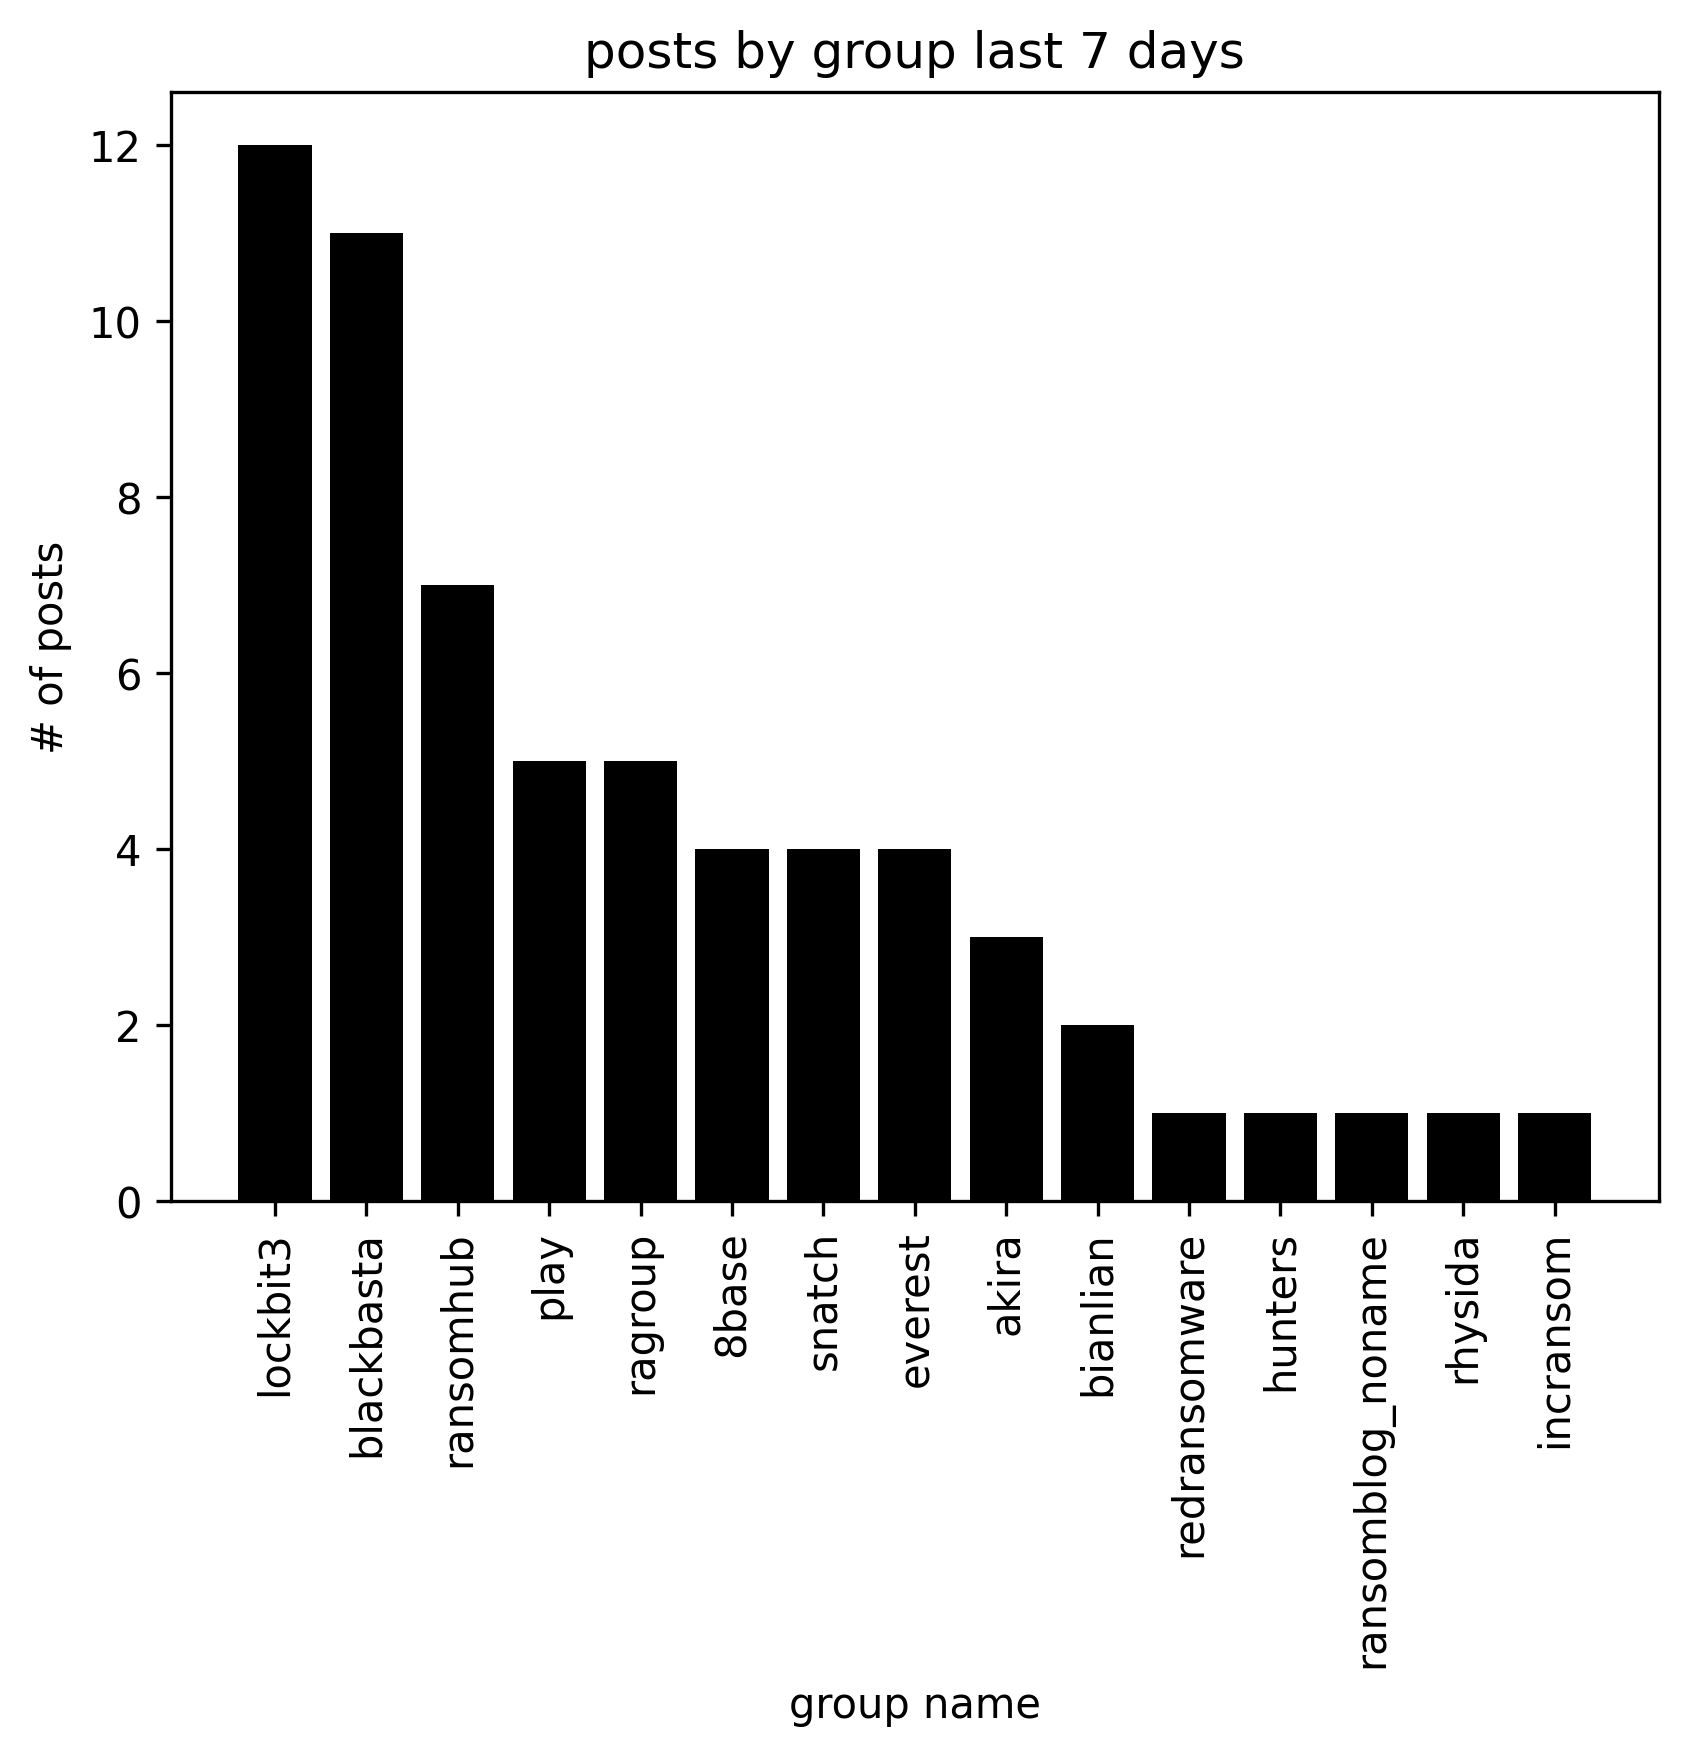 posts by group last 7 days
12
10
8
6
4
2
0
# of posts
lockbit3
blackbasta
ransomhub
play
ragroup
8base
snatch
everest
akira
bianlian
redransomware
hunters
ransomblog_noname
rhysida
incransom
group name